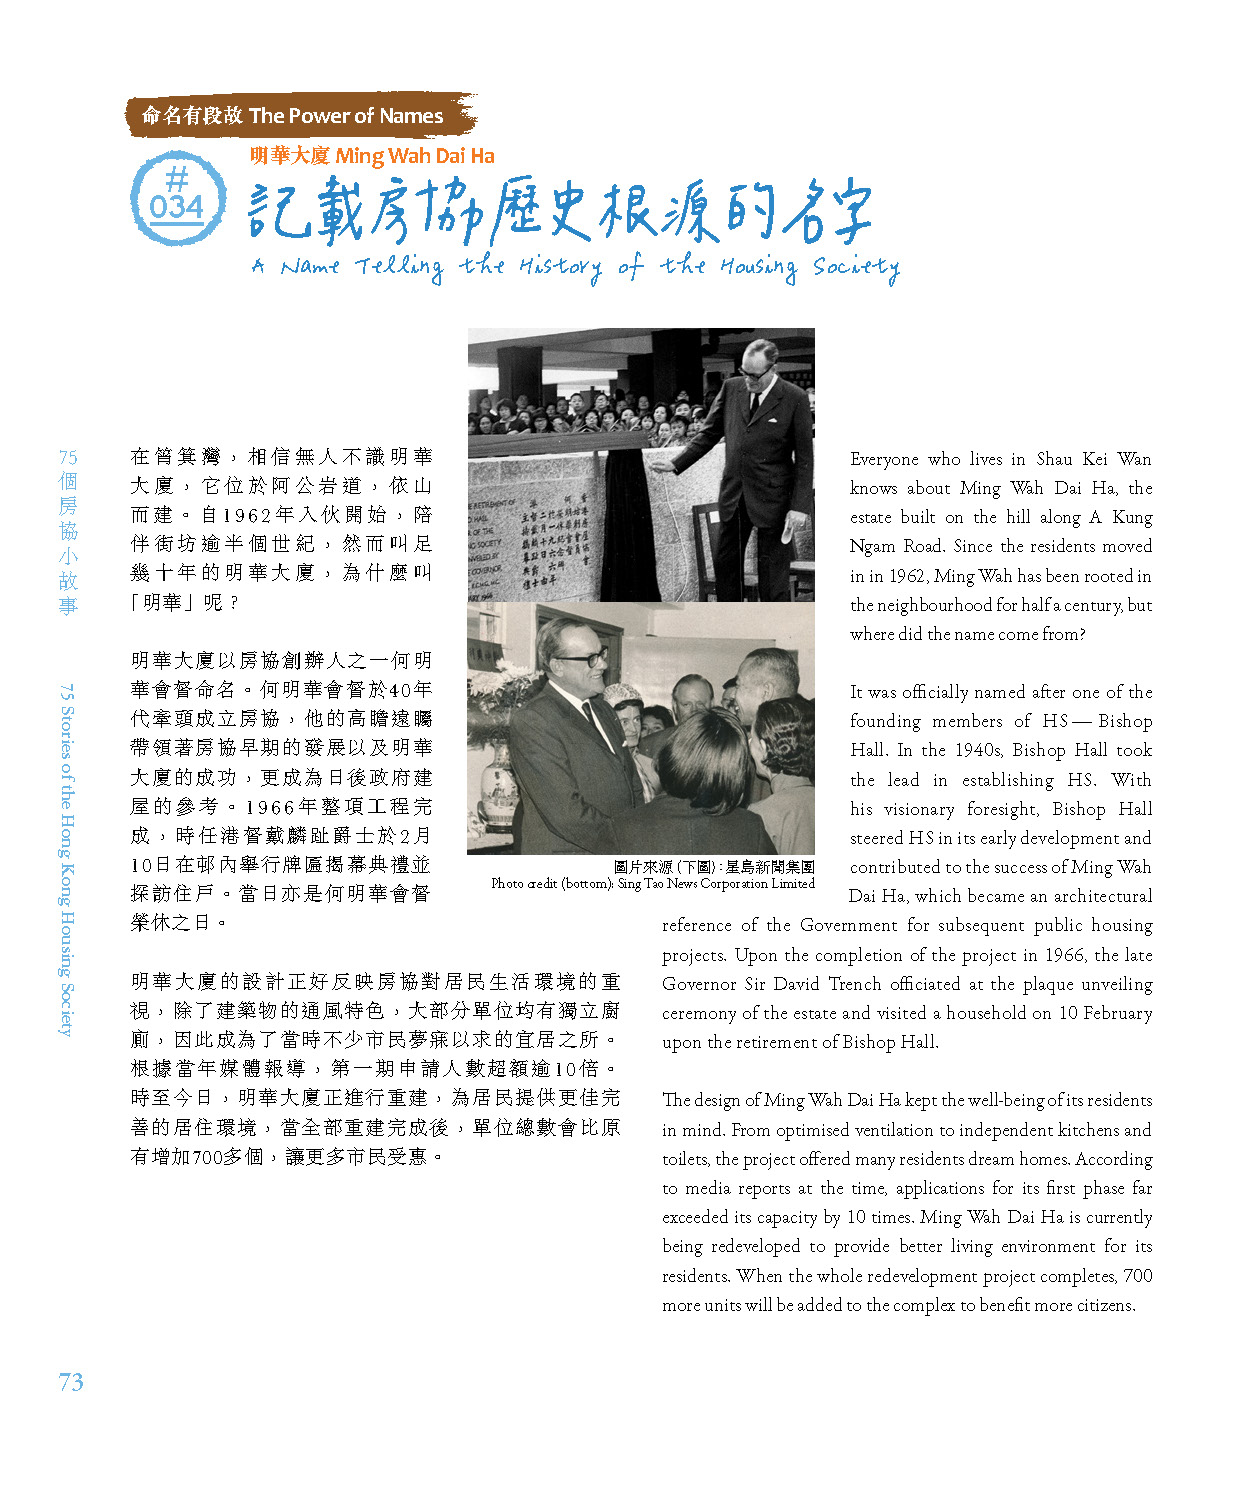 命名有段故 The Power of Names
明華大廈 Ming Wah Dai Ha
#
034
記載房協歷史根源的名字
A Name Telling the History of the Housing Society
在筲箕灣，相信無人不識明華
大廈，它位於阿公岩道，依山
而建。自1962年入伙開始，陪
伴街坊逾半個世紀，然而叫足
幾十年的明華大廈，為什麼叫
「明華」呢？
明華大廈以房協創辦人之一何明
華會督命名。何明華會督於40年
代牽頭成立房協，他的高瞻遠矚
帶領著房協早期的發展以及明華
大廈的成功，更成為日後政府建
屋的參考。1966年整項工程完
成，時任港督戴麟趾爵士於2月
10日在邨內舉行牌匾揭幕典禮並
探訪住戶。當日亦是何明華會督
榮休之日。
明華大廈的設計正好反映房協對居民生活環境的重
視，除了建築物的通風特色，大部分單位均有獨立廚
廁，因此成為了當時不少市民夢寐以求的宜居之所。
根據當年媒體報導，第一期申請人數超額逾10倍。
時至今日，明華大廈正進行重建，為居民提供更佳完
善的居住環境，當全部重建完成後，單位總數會比原
有增加700多個，讓更多市民受惠。
圖片來源（下圖）：星島新聞集團
Photo credit (bottom): Sing Tao News Corporation Limited
Everyone who lives in Shau Kei Wan
knows about Ming Wah Dai Ha, the
estate built on the hill along A Kung
Ngam Road. Since the residents moved
in in 1962, Ming Wah has been rooted in
the neighbourhood for half a century, but
where did the name come from?
It was officially named after one of the
founding members of HS — Bishop
Hall. In the 1940s, Bishop Hall took
the lead in establishing HS. With
his visionary foresight, Bishop Hall
steered HS in its early development and
contributed to the success of Ming Wah
Dai Ha, which became an architectural
reference of the Government for subsequent public housing
projects. Upon the completion of the project in 1966, the late
Governor Sir David Trench officiated at the plaque unveiling
ceremony of the estate and visited a household on 10 February
upon the retirement of Bishop Hall.
The design of Ming Wah Dai Ha kept the well-being of its residents
in mind. From optimised ventilation to independent kitchens and
toilets, the project offered many residents dream homes. According
to media reports at the time, applications for its first phase far
exceeded its capacity by 10 times. Ming Wah Dai Ha is currently
being redeveloped to provide better living environment for its
residents. When the whole redevelopment project completes, 700
more units will be added to the complex to benefit more citizens.
75個房協小故事
75 Stories of the Hong Kong Housing Society
73